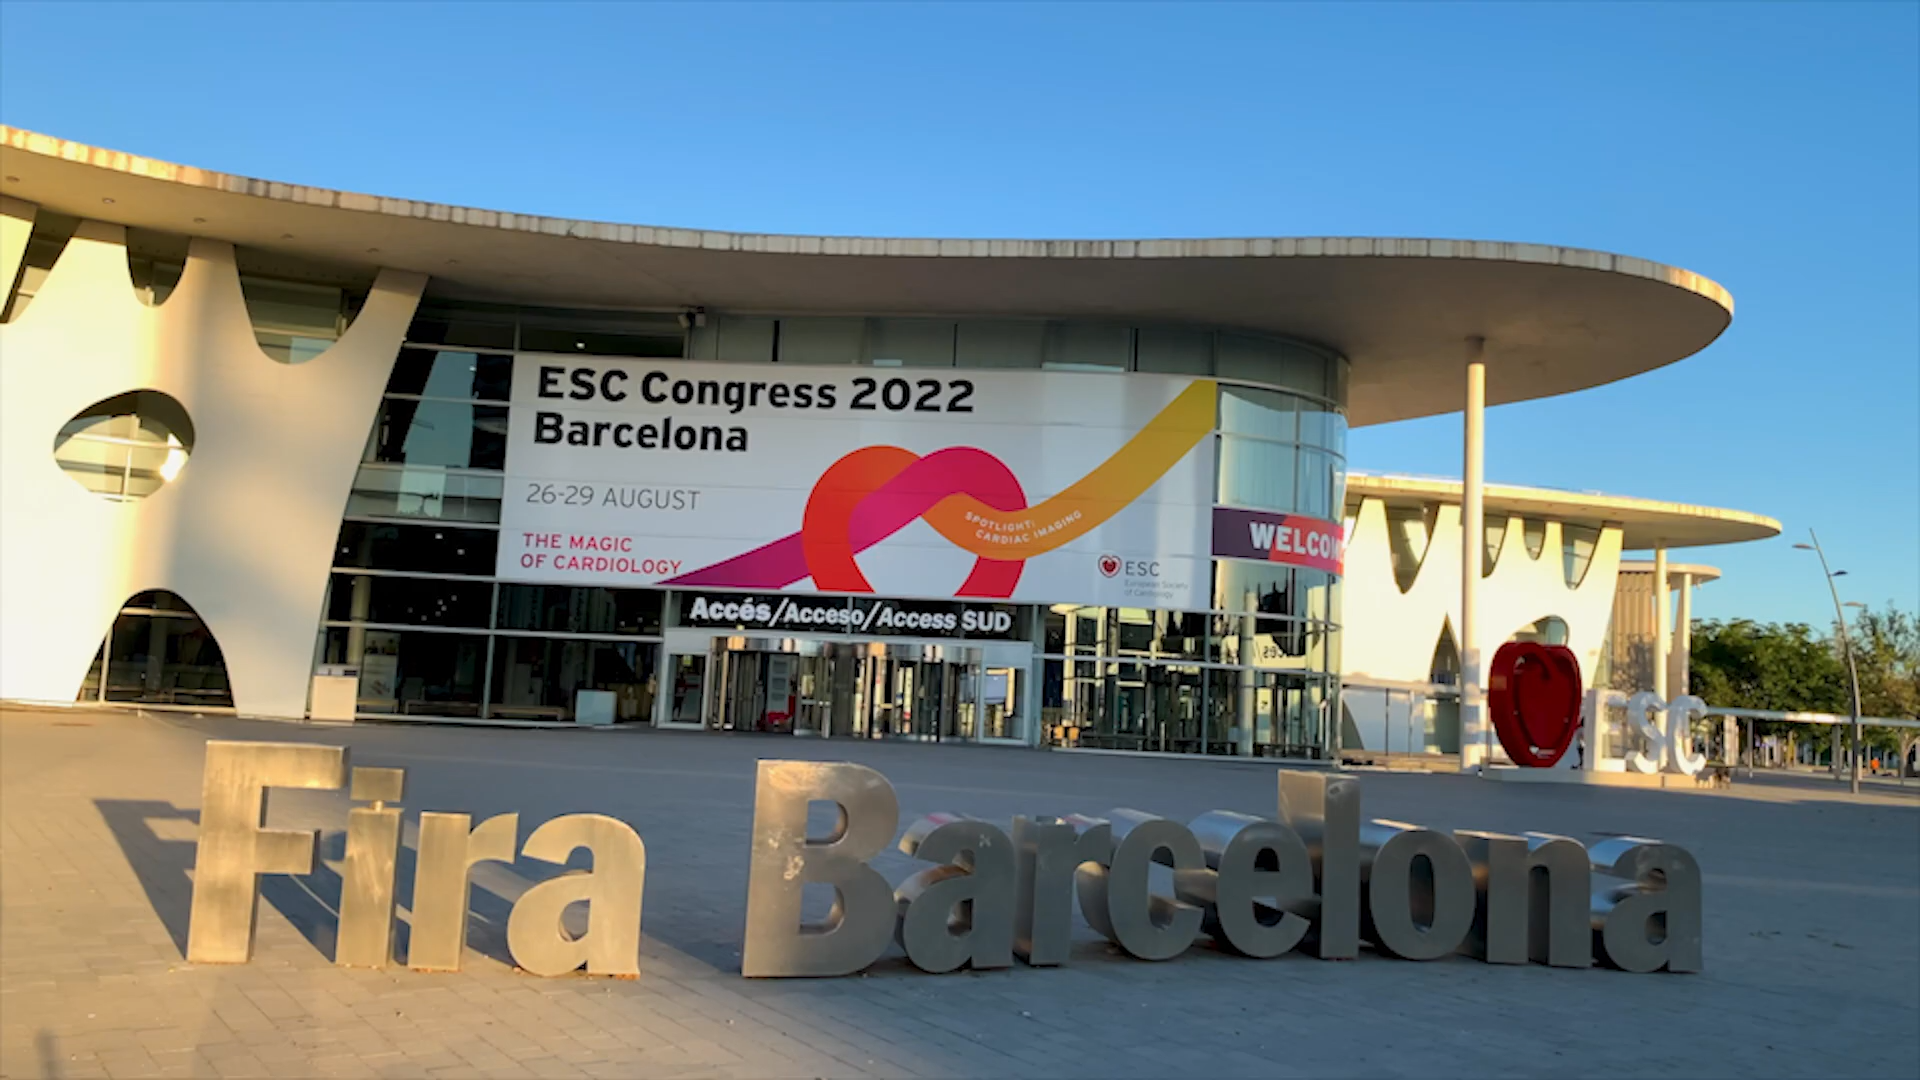 ESC Congress 2022
Barcelona
26-29 AUGUST
THE MAGIC
OF CARDIOLOGY
SPOTLIGHT:
CARDIAC IMAGING
ESC
European Society
of Cardiology
WELCOM
Accés/Acceso/Access SUD
ESC
Fira Barcelona